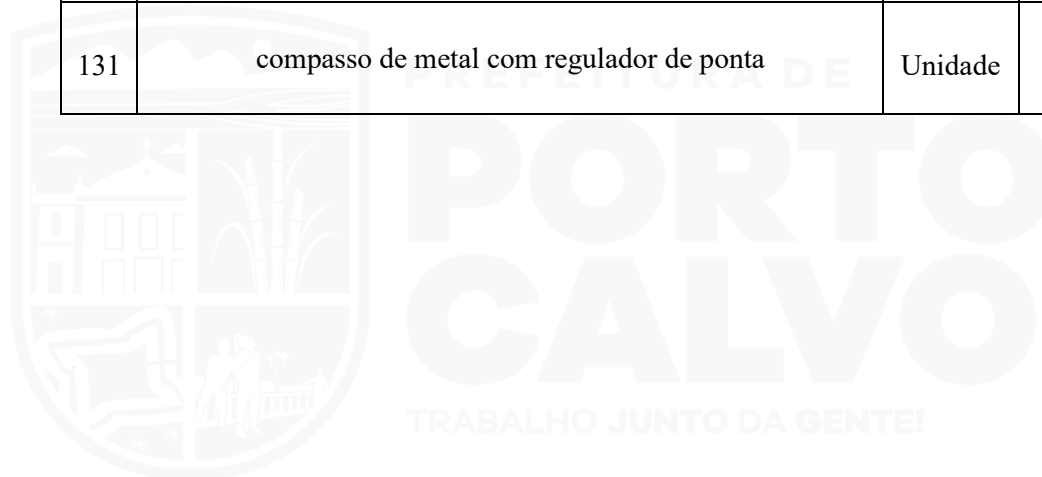 131 compasso de metal com regulador de ponta Unidade
PREFEITURA DE
PORTO
CALVO
TRABALHO JUNTO DA GENTE!